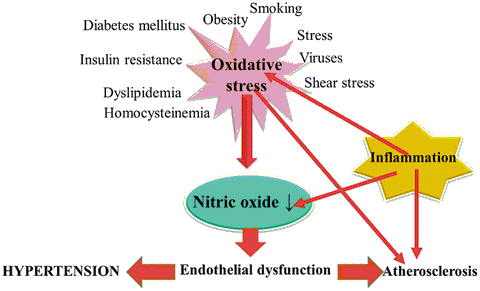 Smoking
Obesity
Diabetes mellitus
Stress
Insulin resistance
Viruses
Oxidative
stress
Shear stress
Dyslipidemia
Homocysteinemia
Inflammation
Nitric oxide ↓
HYPERTENSION
Endothelial dysfunction
Atherosclerosis